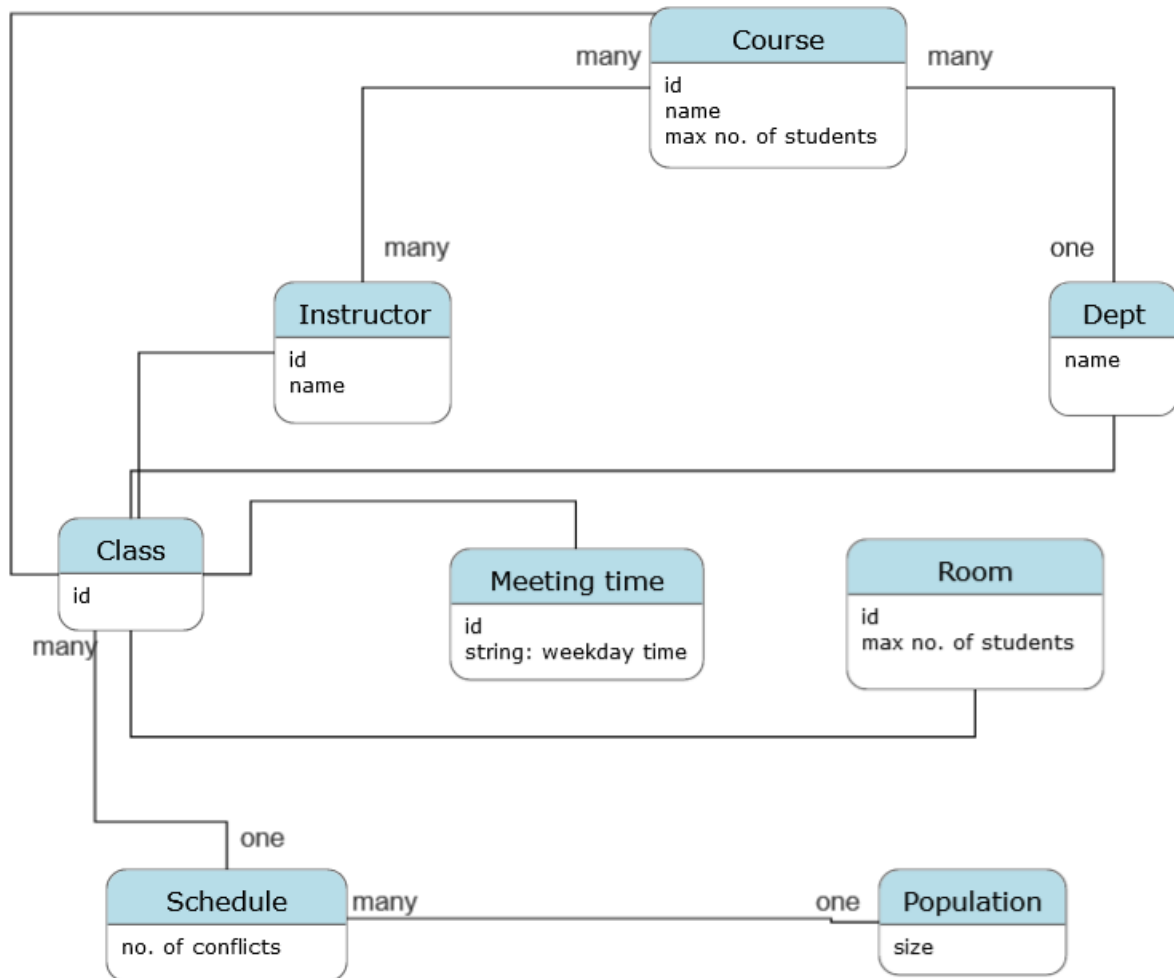 Course
many
many
id
name
max no. of students
many
one
Instructor
id
name
Dept
name
Class
id
many
Meeting time
id
string: weekday time
Room
id
max no. of students
one
Schedule
no. of conflicts
many
one
Population
size